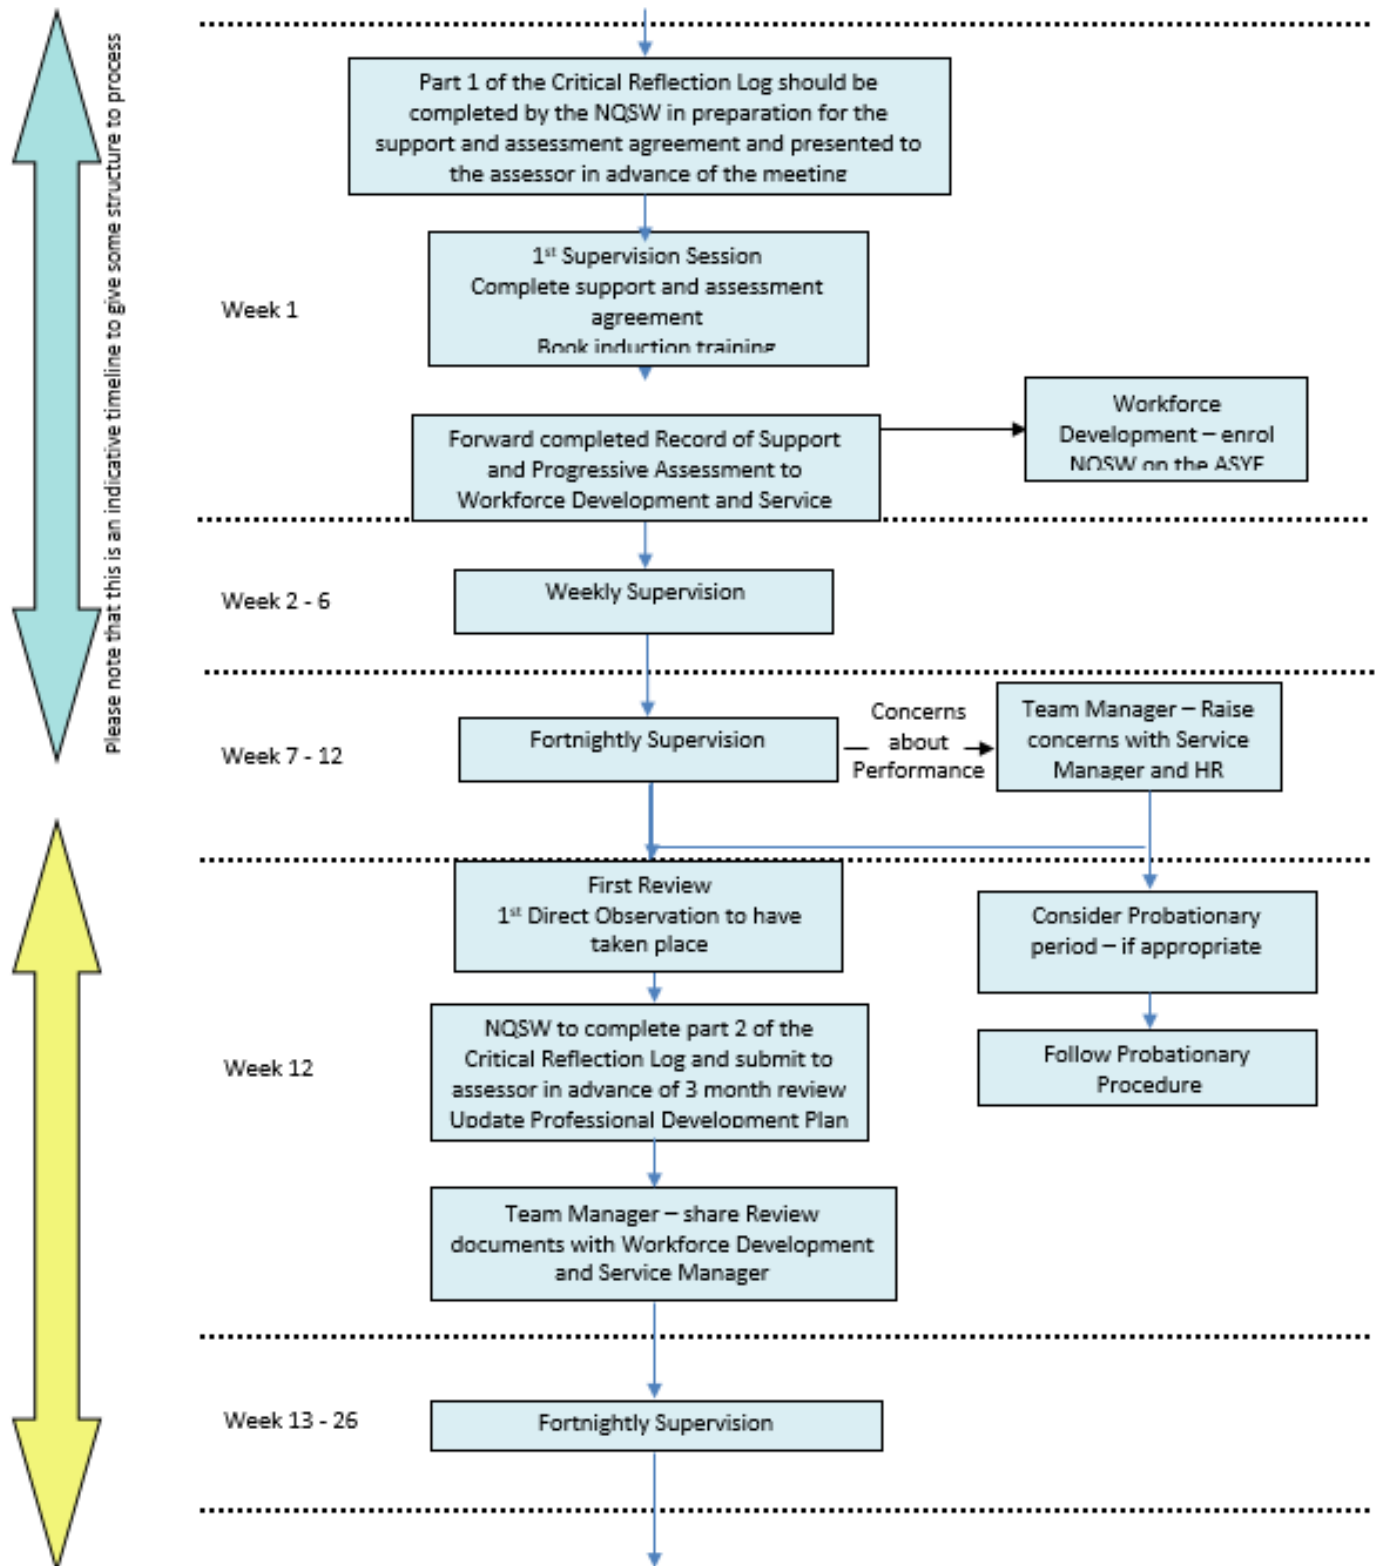 Please note that this is an indicative timeline to give some structure to process
Part 1 of the Critical Reflection Log should be
completed by the NQSW in preparation for the
support and assessment agreement and presented to
the assessor in advance of the meeting
Week 1
1st Supervision Session
Complete support and assessment
agreement
Book induction training
Forward completed Record of Support
and Progressive Assessment to
Workforce Development and Service
Workforce
Development – enrol
NQSW on the ASYE
Week 2 - 6
Weekly Supervision
Week 7 - 12
Fortnightly Supervision
Concerns
about
Performance
Team Manager – Raise
concerns with Service
Manager and HR
First Review
1st Direct Observation to have
taken place
Consider Probationary
period – if appropriate
Week 12
NQSW to complete part 2 of the
Critical Reflection Log and submit to
assessor in advance of 3 month review
Update Professional Development Plan
Follow Probationary
Procedure
Team Manager – share Review
documents with Workforce Development
and Service Manager
Week 13 - 26
Fortnightly Supervision